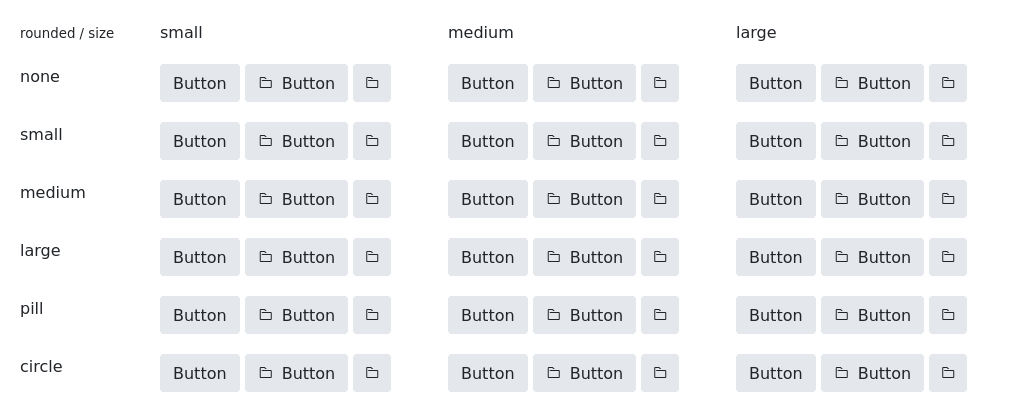 rounded / size small medium large
none Button Button Button Button Button Button
small Button Button Button Button Button Button
medium Button Button Button Button Button Button
large Button Button Button Button Button Button
pill Button Button Button Button Button Button
circle Button Button Button Button Button Button